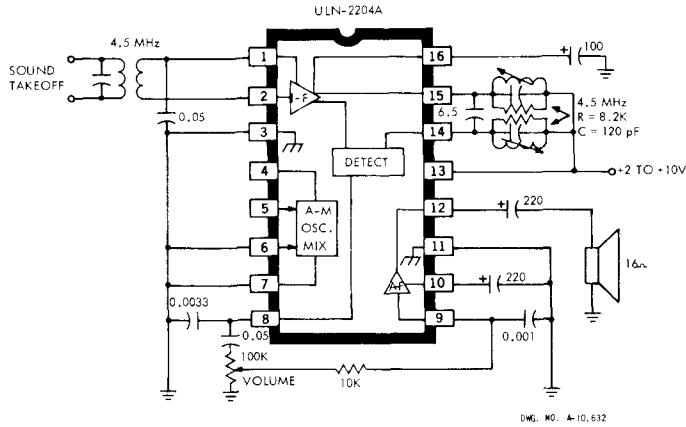 ULN-2204A
4.5 MHz
SOUND
TAKEOFF
0.05
1
2
3
4
5
6
7
8
16
15
14
13
12
11
10
9
I-F
DETECT
A-M
OSC.
MIX
AF
+
100
6.5
4.5 MHz
R = 8.2K
C = 120 pF
+2 TO +10V
+
220
16Ω
+
220
0.001
0.0033
0.05
100K
VOLUME
10K
DWG. NO. A-10,632